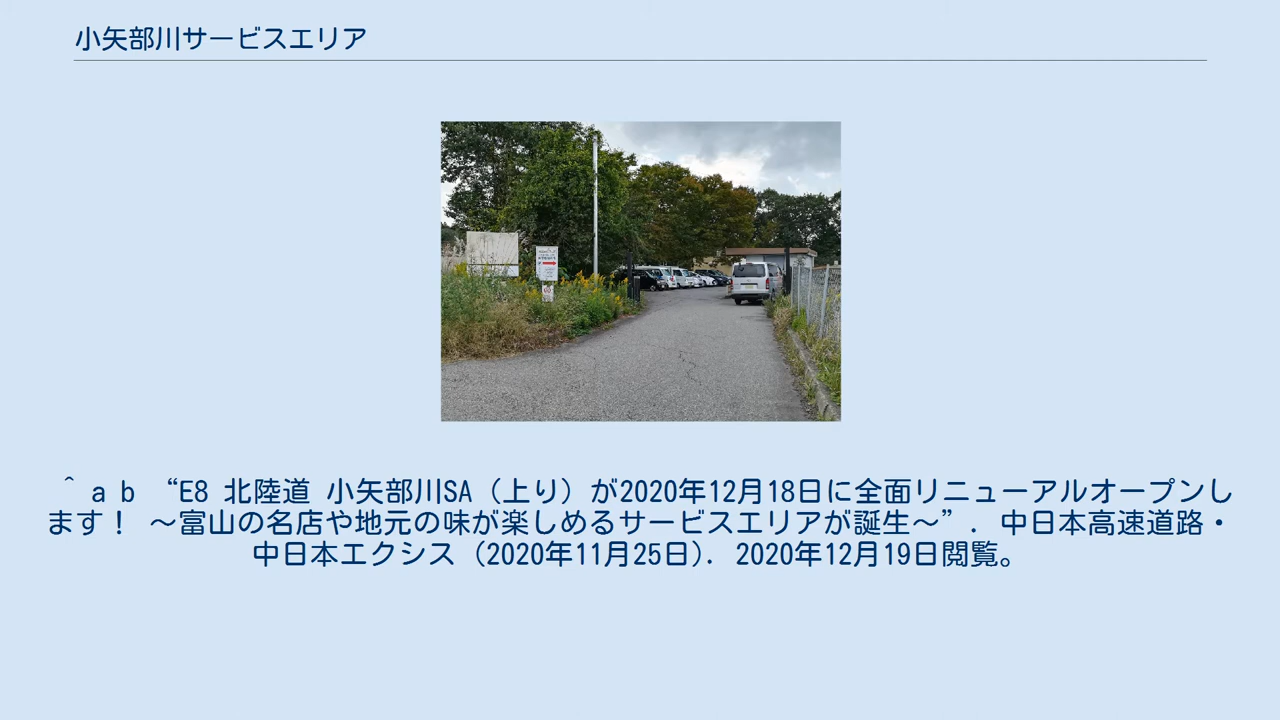 小矢部川サービスエリア
^ a b “E8 北陸道 小矢部川SA（上り）が2020年12月18日に全面リニューアルオープンし
ます！ ～富山の名店や地元の味が楽しめるサービスエリアが誕生～”. 中日本高速道路・
中日本エクシス (2020年11月25日). 2020年12月19日閲覧。